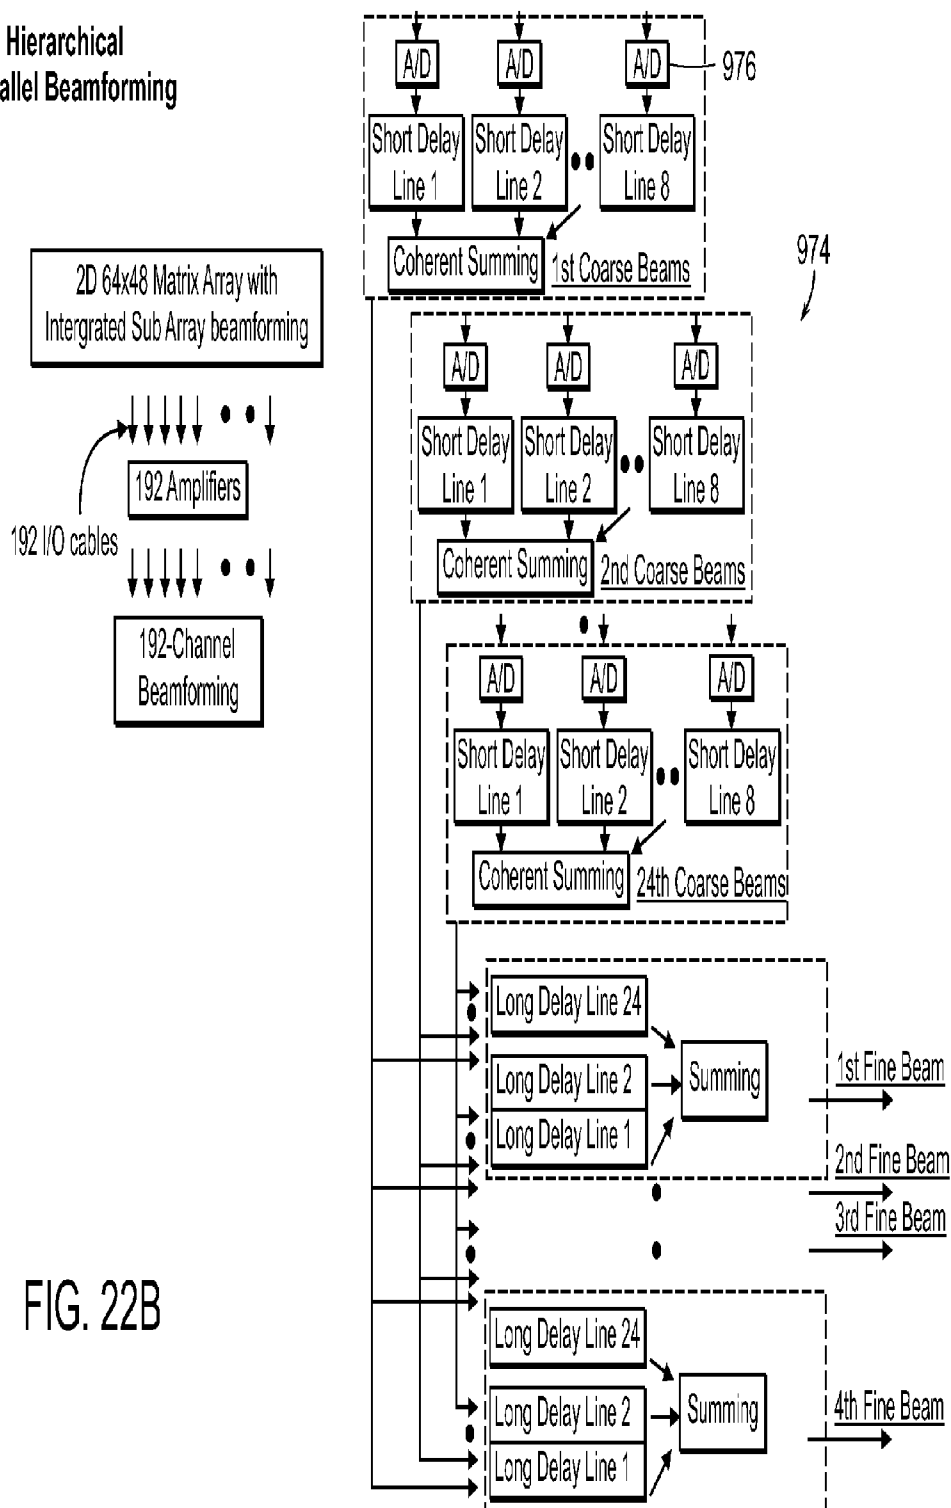 Hierarchical
allel Beamforming
A/D
A/D
A/D
976
Short Delay
Line 1
Short Delay
Line 2
Short Delay
Line 8
Coherent Summing
1st Coarse Beams
974
2D 64x48 Matrix Array with
Intergrated Sub Array beamforming
192 Amplifiers
192 I/O cables
192-Channel
Beamforming
A/D
A/D
A/D
Short Delay
Line 1
Short Delay
Line 2
Short Delay
Line 8
Coherent Summing
2nd Coarse Beams
A/D
A/D
A/D
Short Delay
Line 1
Short Delay
Line 2
Short Delay
Line 8
Coherent Summing
24th Coarse Beams
Long Delay Line 24
Long Delay Line 2
Long Delay Line 1
Summing
1st Fine Beam
2nd Fine Beam
3rd Fine Beam
FIG. 22B
Long Delay Line 24
Long Delay Line 2
Long Delay Line 1
Summing
4th Fine Beam